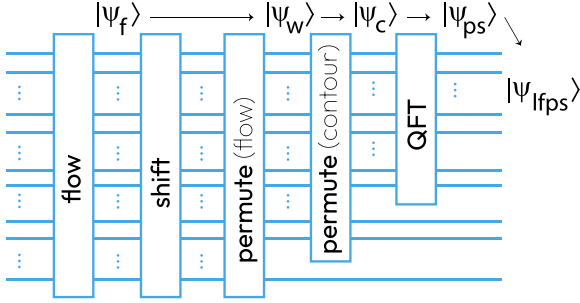 |ψf⟩ → |ψw⟩ → |ψc⟩ → |ψps⟩
|ψlfps⟩
flow
shift
permute (flow)
permute (contour)
QFT